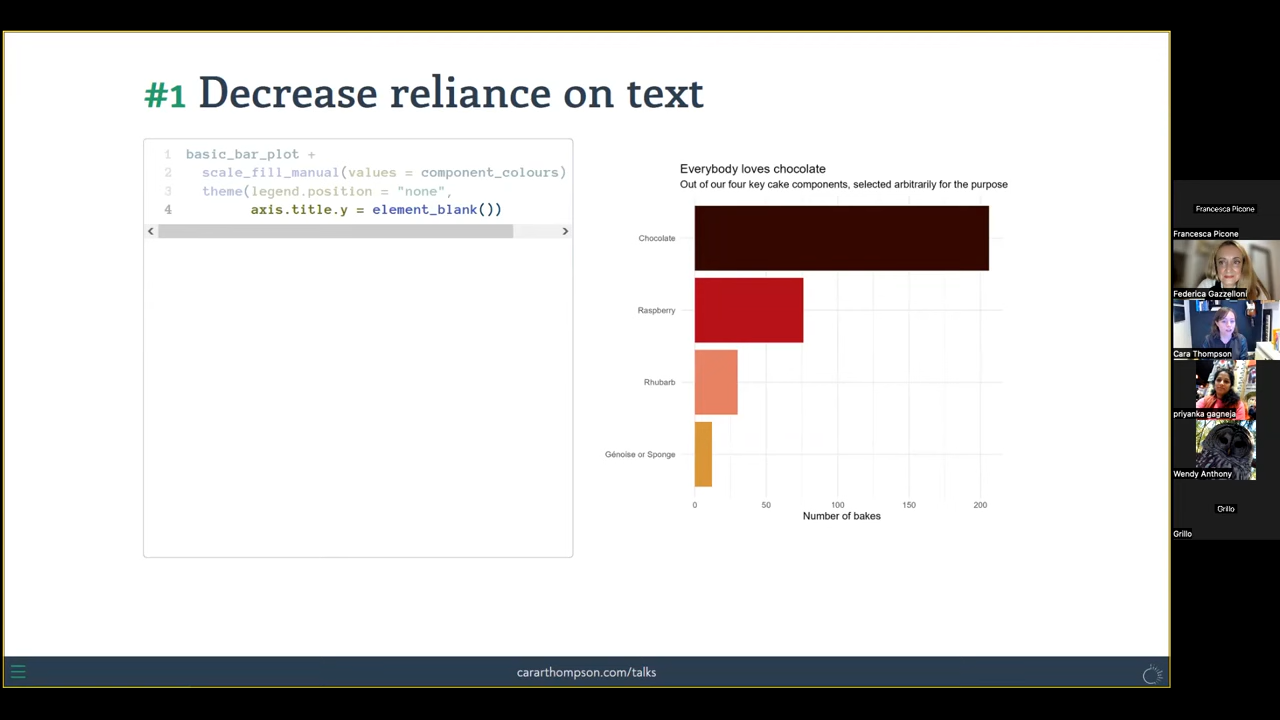 #1 Decrease reliance on text
1 basic_bar_plot +
2 scale_fill_manual(values = component_colours)
3 theme(legend.position = "none",
4 axis.title.y = element_blank())
Everybody loves chocolate
Out of our four key cake components, selected arbitrarily for the purpose
Chocolate
Raspberry
Rhubarb
Génoise or Sponge
0 50 100 150 200
Number of bakes
cararthompson.com/talks
Francesca Picone
Francesca Picone
Federica Gazzelloni
Cara Thompson
priyanka gagneja
Wendy Anthony
Grillo
Grillo